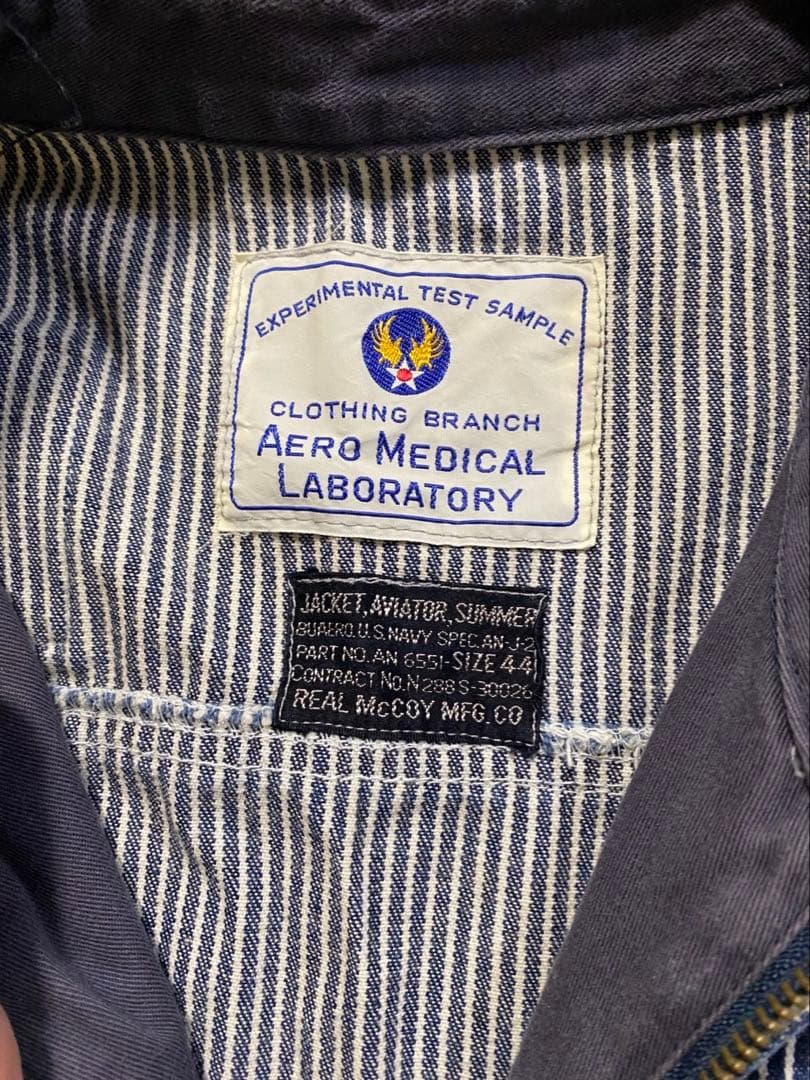 EXPERIMENTAL TEST SAMPLE
CLOTHING BRANCH
AERO MEDICAL
LABORATORY
JACKET, AVIATOR, SUMMER
BUAERO. U.S. NAVY SPEC. AN-J-2
PART NO. AN 6551-SIZE 44
CONTRACT NO. N288 S-30026
REAL McCOY MFG. CO